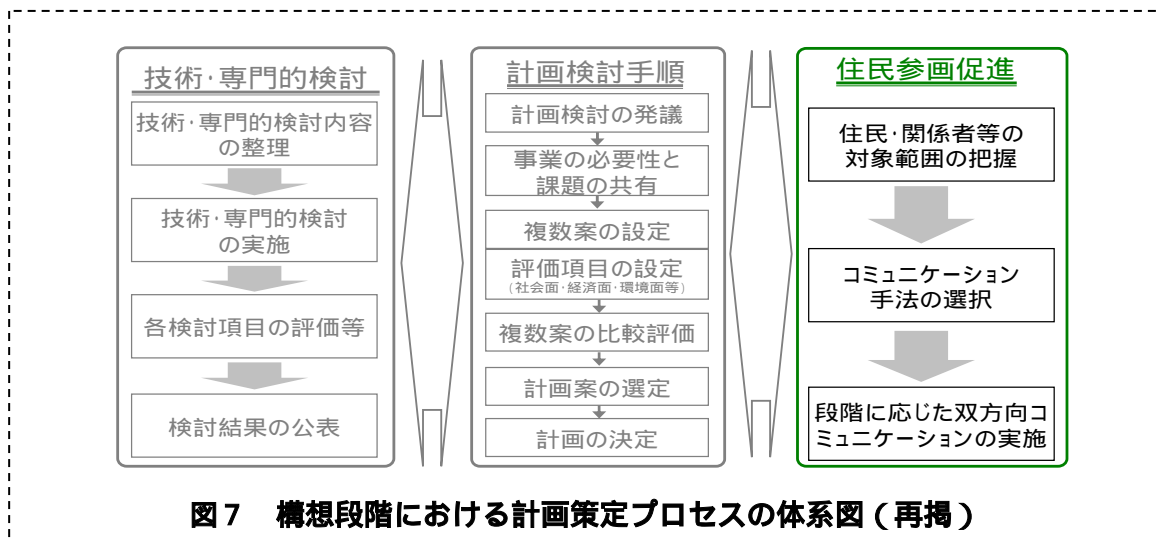 技術・専門的検討
技術・専門的検討内容
の整理
技術・専門的検討
の実施
各検討項目の評価等
検討結果の公表
計画検討手順
計画検討の発議
事業の必要性と
課題の共有
複数案の設定
評価項目の設定
（社会面・経済面・環境面等）
複数案の比較評価
計画案の選定
計画の決定
住民参画促進
住民・関係者等の
対象範囲の把握
コミュニケーション
手法の選択
段階に応じた双方向コ
ミュニケーションの実施
図７　構想段階における計画策定プロセスの体系図（再掲）